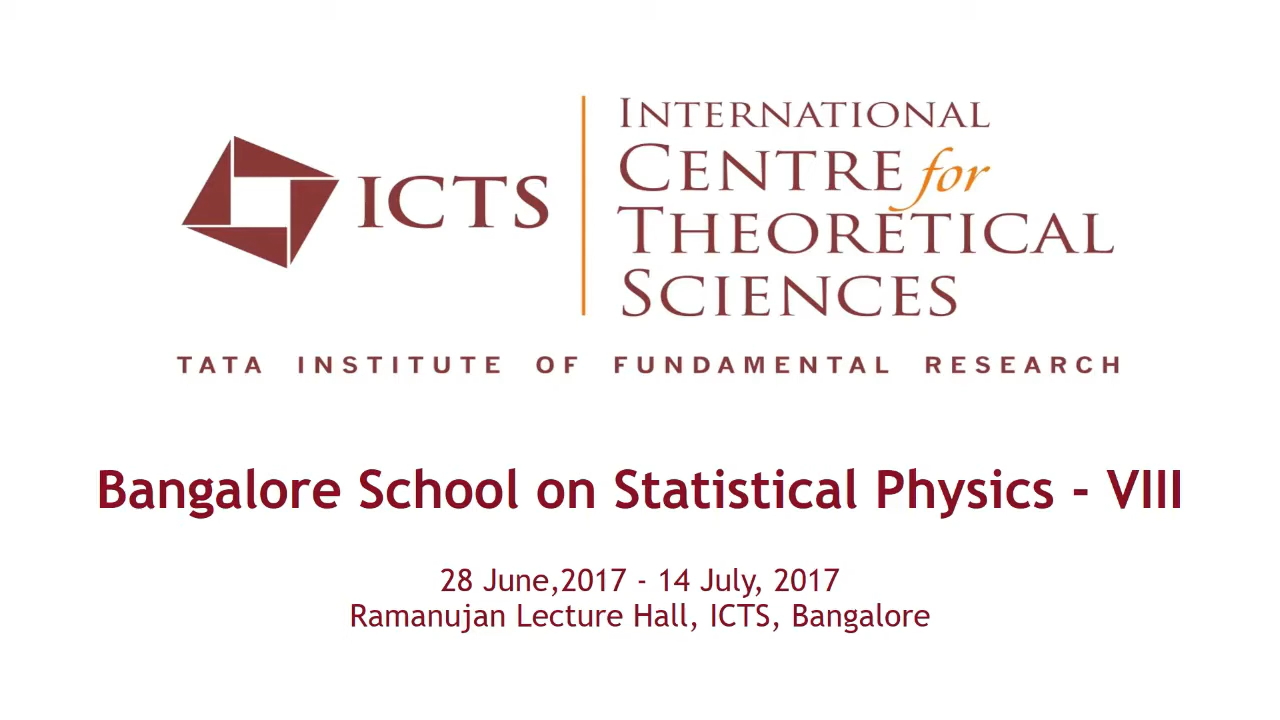 ICTS
INTERNATIONAL
CENTRE for
THEORETICAL
SCIENCES
TATA INSTITUTE OF FUNDAMENTAL RESEARCH
Bangalore School on Statistical Physics - VIII
28 June,2017 - 14 July, 2017
Ramanujan Lecture Hall, ICTS, Bangalore